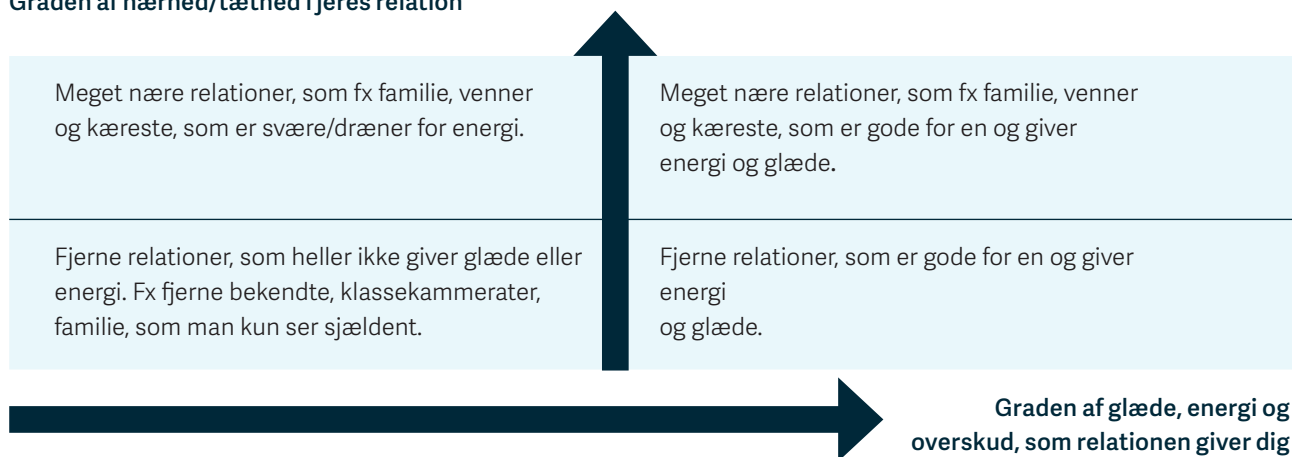 Graden af nærhed/tæthed i jeres relation
Meget nære relationer, som fx familie, venner
og kæreste, som er svære/dræner for energi.
Meget nære relationer, som fx familie, venner
og kæreste, som er gode for en og giver
energi og glæde.
Fjerne relationer, som heller ikke giver glæde eller
energi. Fx fjerne bekendte, klassekammerater,
familie, som man kun ser sjældent.
Fjerne relationer, som er gode for en og giver
energi
og glæde.
Graden af glæde, energi og
overskud, som relationen giver dig